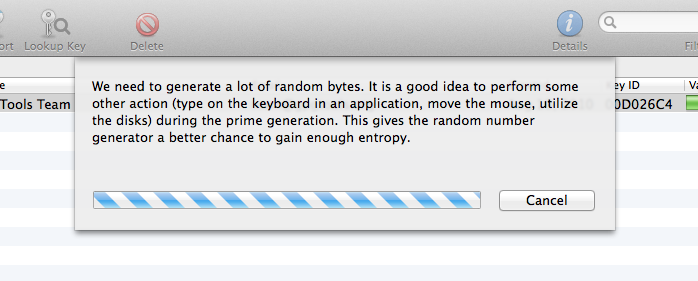 ort Lookup Key Delete Details Filt
We need to generate a lot of random bytes. It is a good idea to perform some
other action (type on the keyboard in an application, move the mouse, utilize
the disks) during the prime generation. This gives the random number
generator a better chance to gain enough entropy.
e ey ID Va
Tools Team 00D026C4
Cancel